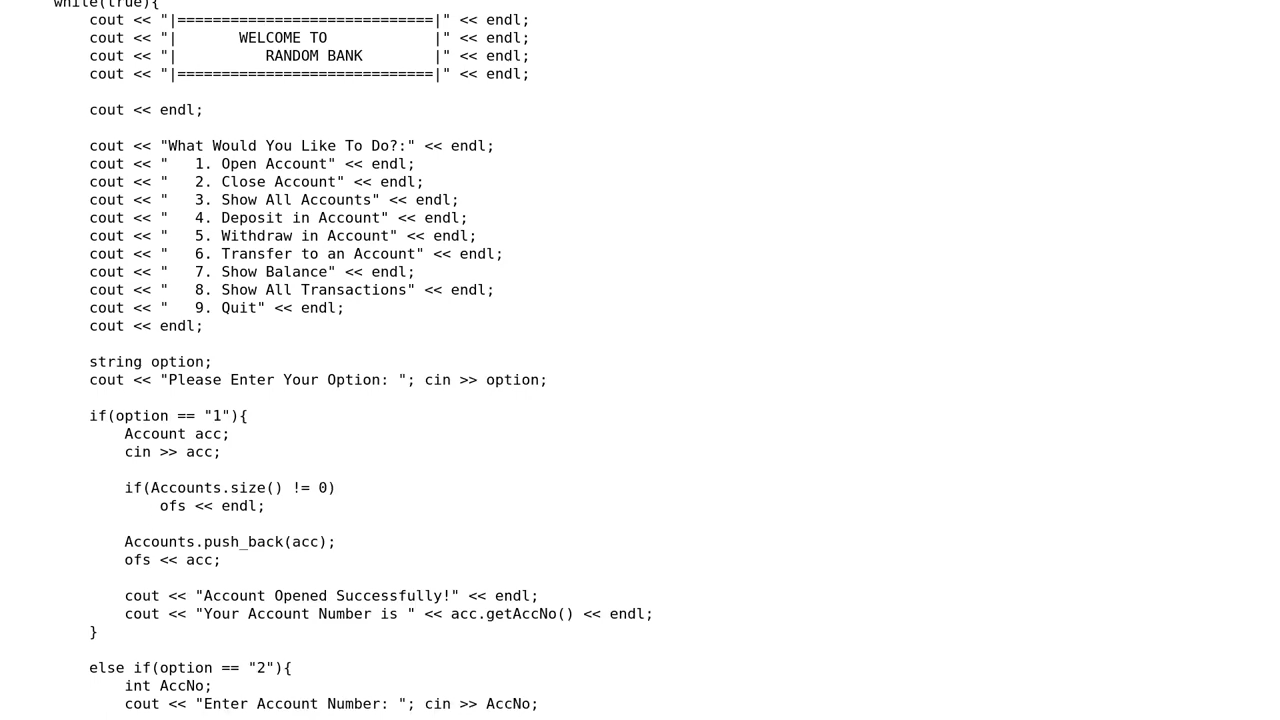 while(true){
        cout << "|=============================|" << endl;
        cout << "|       WELCOME TO            |" << endl;
        cout << "|          RANDOM BANK        |" << endl;
        cout << "|=============================|" << endl;

        cout << endl;

        cout << "What Would You Like To Do?:" << endl;
        cout << "   1. Open Account" << endl;
        cout << "   2. Close Account" << endl;
        cout << "   3. Show All Accounts" << endl;
        cout << "   4. Deposit in Account" << endl;
        cout << "   5. Withdraw in Account" << endl;
        cout << "   6. Transfer to an Account" << endl;
        cout << "   7. Show Balance" << endl;
        cout << "   8. Show All Transactions" << endl;
        cout << "   9. Quit" << endl;
        cout << endl;

        string option;
        cout << "Please Enter Your Option: "; cin >> option;

        if(option == "1"){
            Account acc;
            cin >> acc;

            if(Accounts.size() != 0)
                ofs << endl;

            Accounts.push_back(acc);
            ofs << acc;

            cout << "Account Opened Successfully!" << endl;
            cout << "Your Account Number is " << acc.getAccNo() << endl;
        }

        else if(option == "2"){
            int AccNo;
            cout << "Enter Account Number: "; cin >> AccNo;